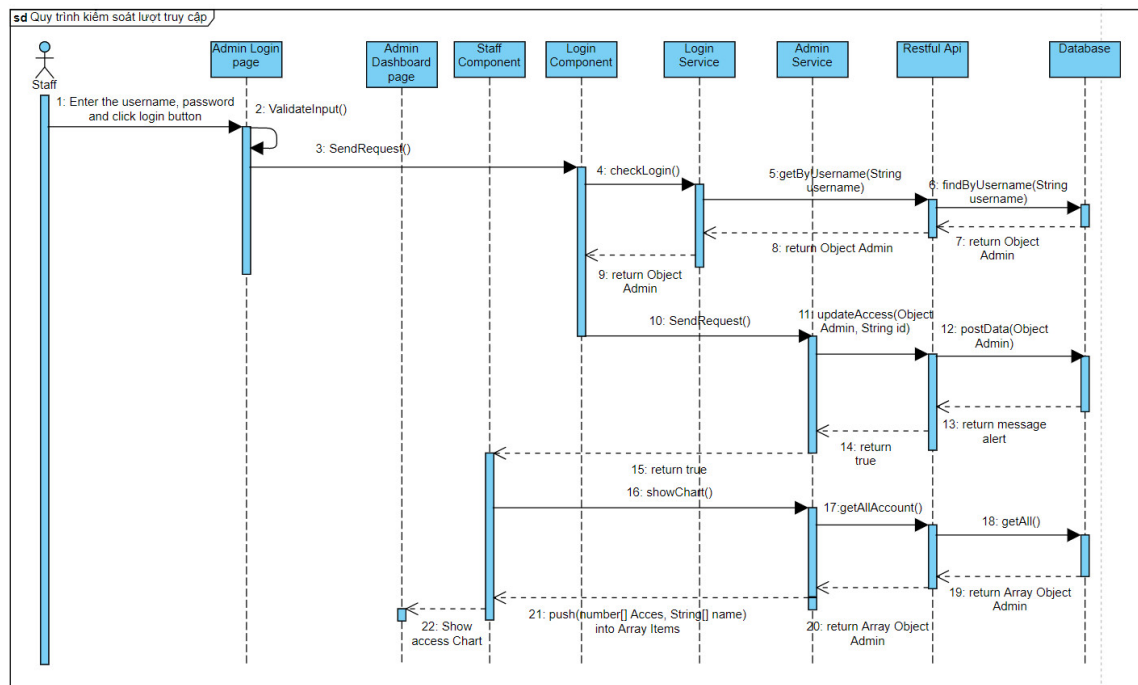 sd Quy trình kiểm soát lượt truy cập
Staff
Admin Login
page
Admin
Dashboard
page
Staff
Component
Login
Component
Login
Service
Admin
Service
Restful Api
Database
1: Enter the username, password
and click login button
2: ValidateInput()
3: SendRequest()
4: checkLogin()
5:getByUsername(String
username)
6: findByUsername(String
username)
7: return Object
Admin
8: return Object Admin
9: return Object
Admin
10: SendRequest()
11: updateAccess(Object
Admin, String id)
12: postData(Object
Admin)
13: return message
alert
14: return
true
15: return true
16: showChart()
17:getAllAccount()
18: getAll()
19: return Array Object
Admin
20: return Array Object
Admin
21: push(number[] Acces, String[] name)
into Array Items
22: Show
access Chart